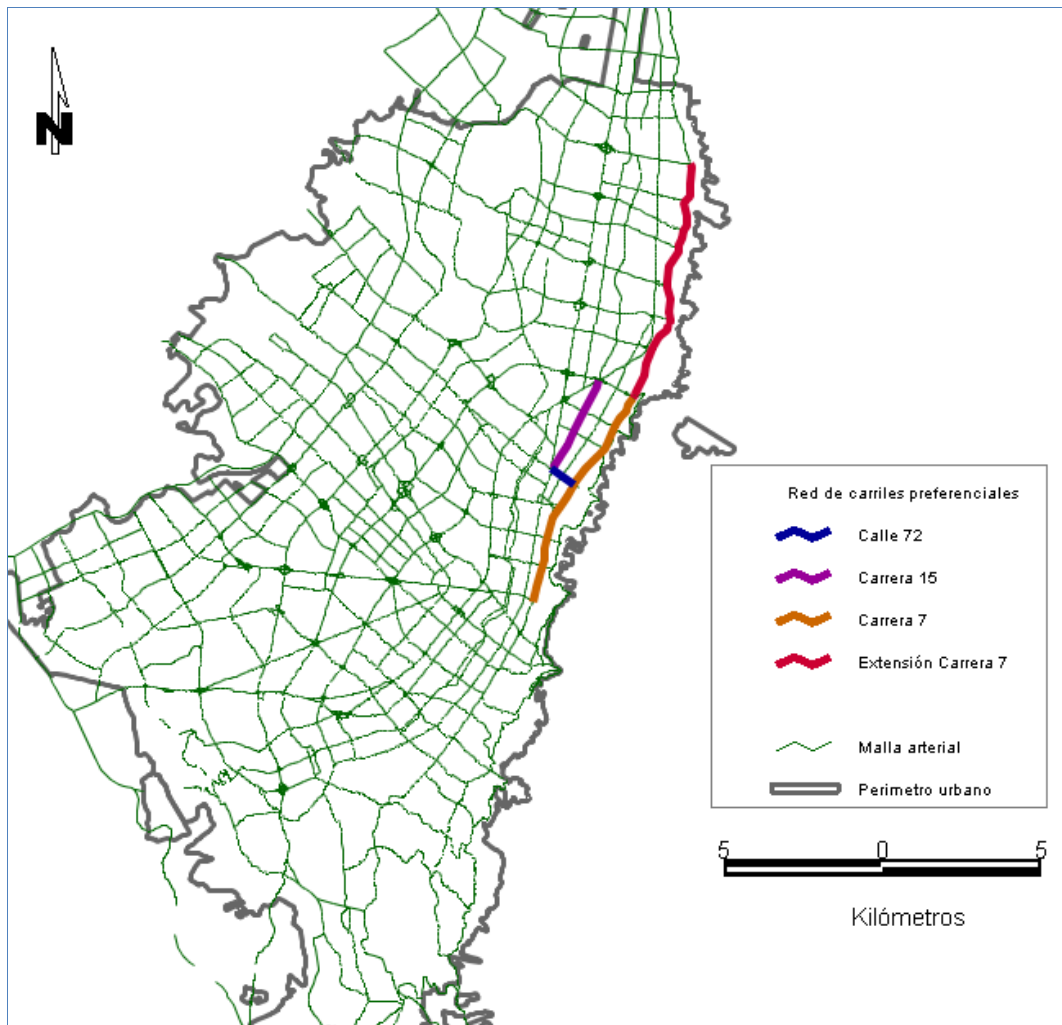 N
Red de carriles preferenciales
Calle 72
Carrera 15
Carrera 7
Extensión Carrera 7
Malla arterial
Perimetro urbano
5 0 5
Kilómetros